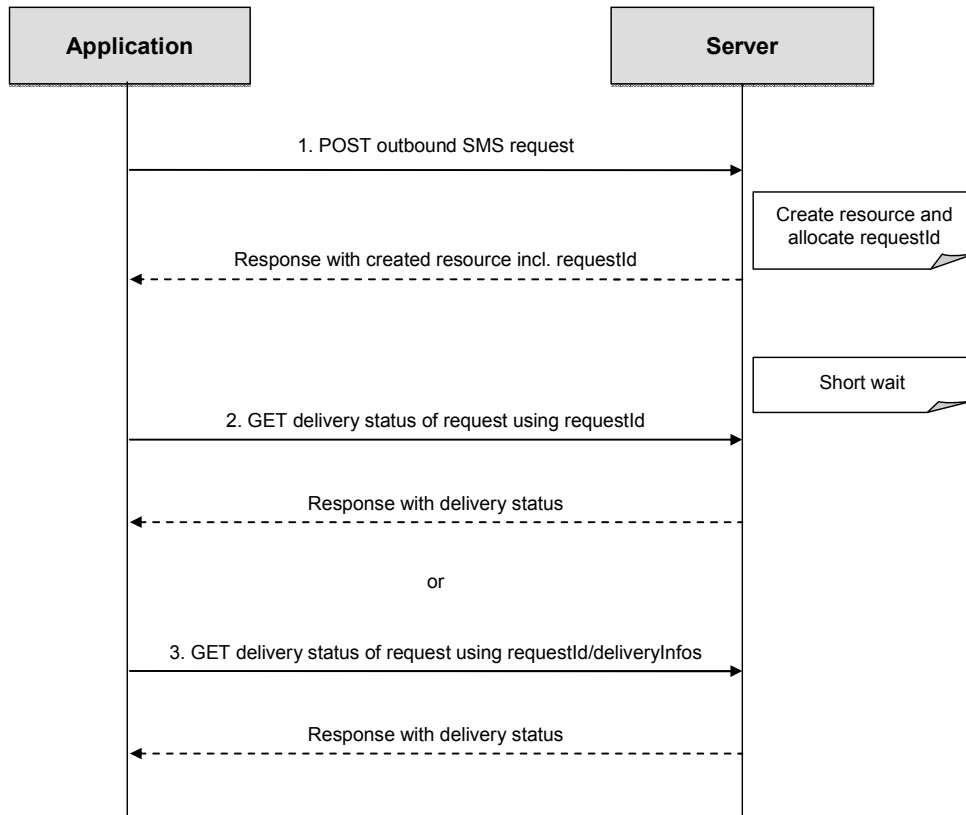 Application
Server
1. POST outbound SMS request
Create resource and
allocate requestId
Response with created resource incl. requestId
Short wait
2. GET delivery status of request using requestId
Response with delivery status
or
3. GET delivery status of request using requestId/deliveryInfos
Response with delivery status